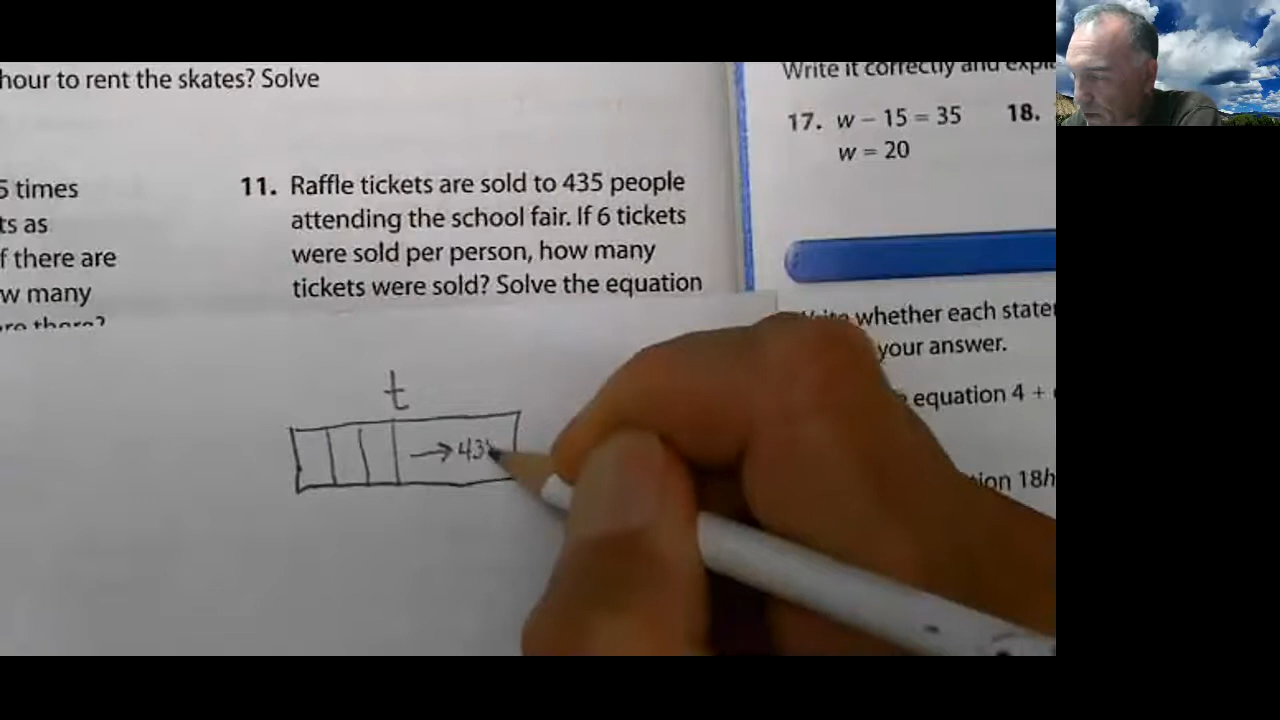 hour to rent the skates? Solve
5 times
ts as
f there are
w many
are there?
11. Raffle tickets are sold to 435 people
attending the school fair. If 6 tickets
were sold per person, how many
tickets were sold? Solve the equation
t
→43
Write it correctly and
17. w – 15 = 35 18.
w = 20
Write whether each
your answer.
equation 4 +
18h